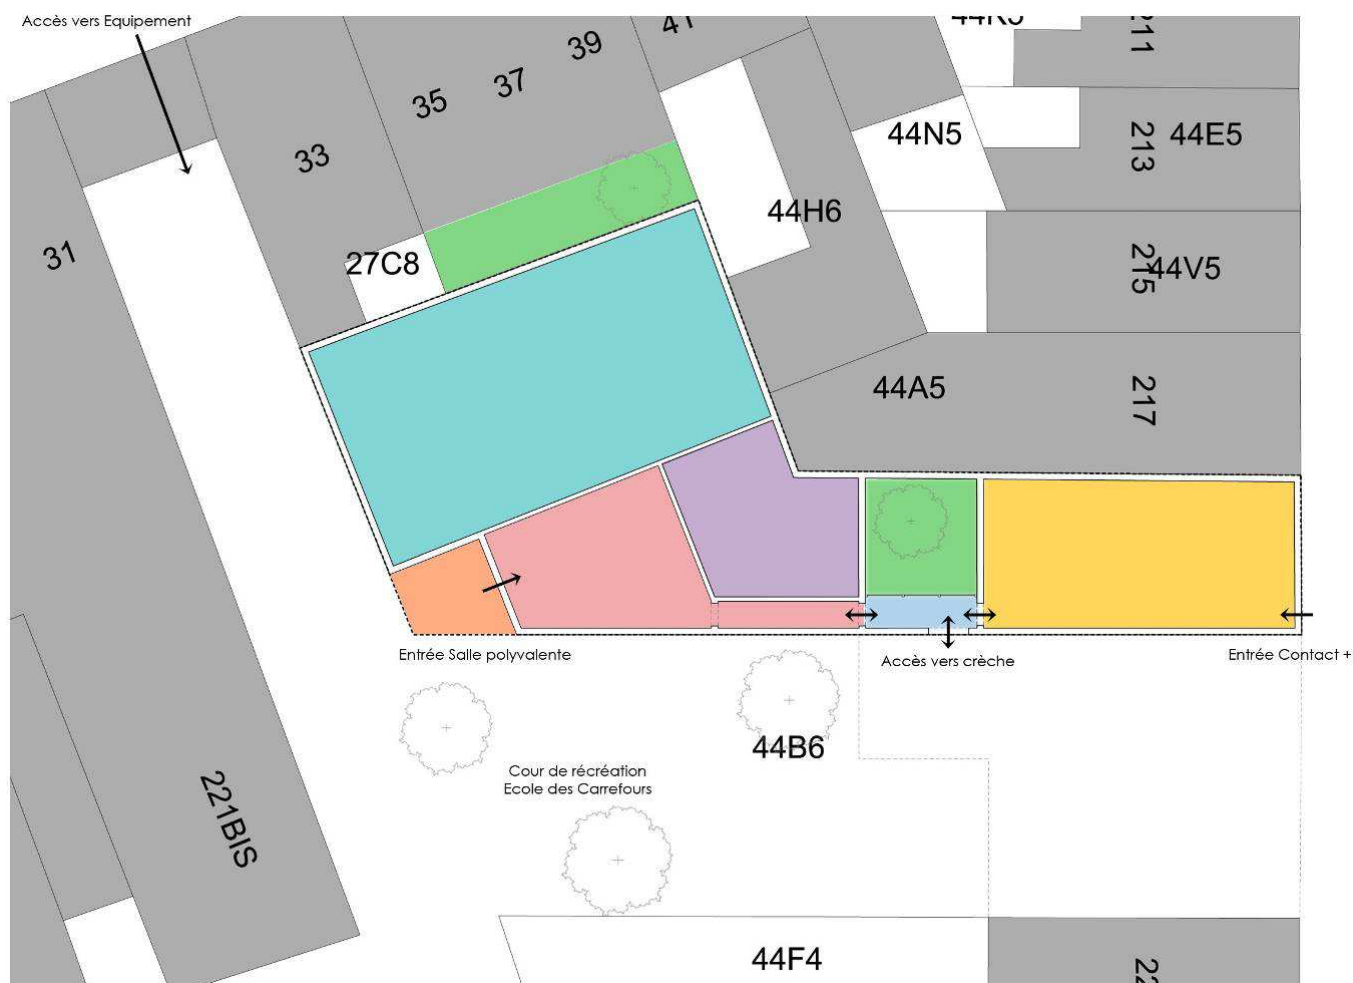 Accès vers Equipement
39
37
35
33
31
27C8
44N5
213
44E5
44H6
215
44V5
44A5
217
Entrée Salle polyvalente
Accès vers crèche
Entrée Contact +
44B6
Cour de récréation
Ecole des Carrefours
221BIS
44F4